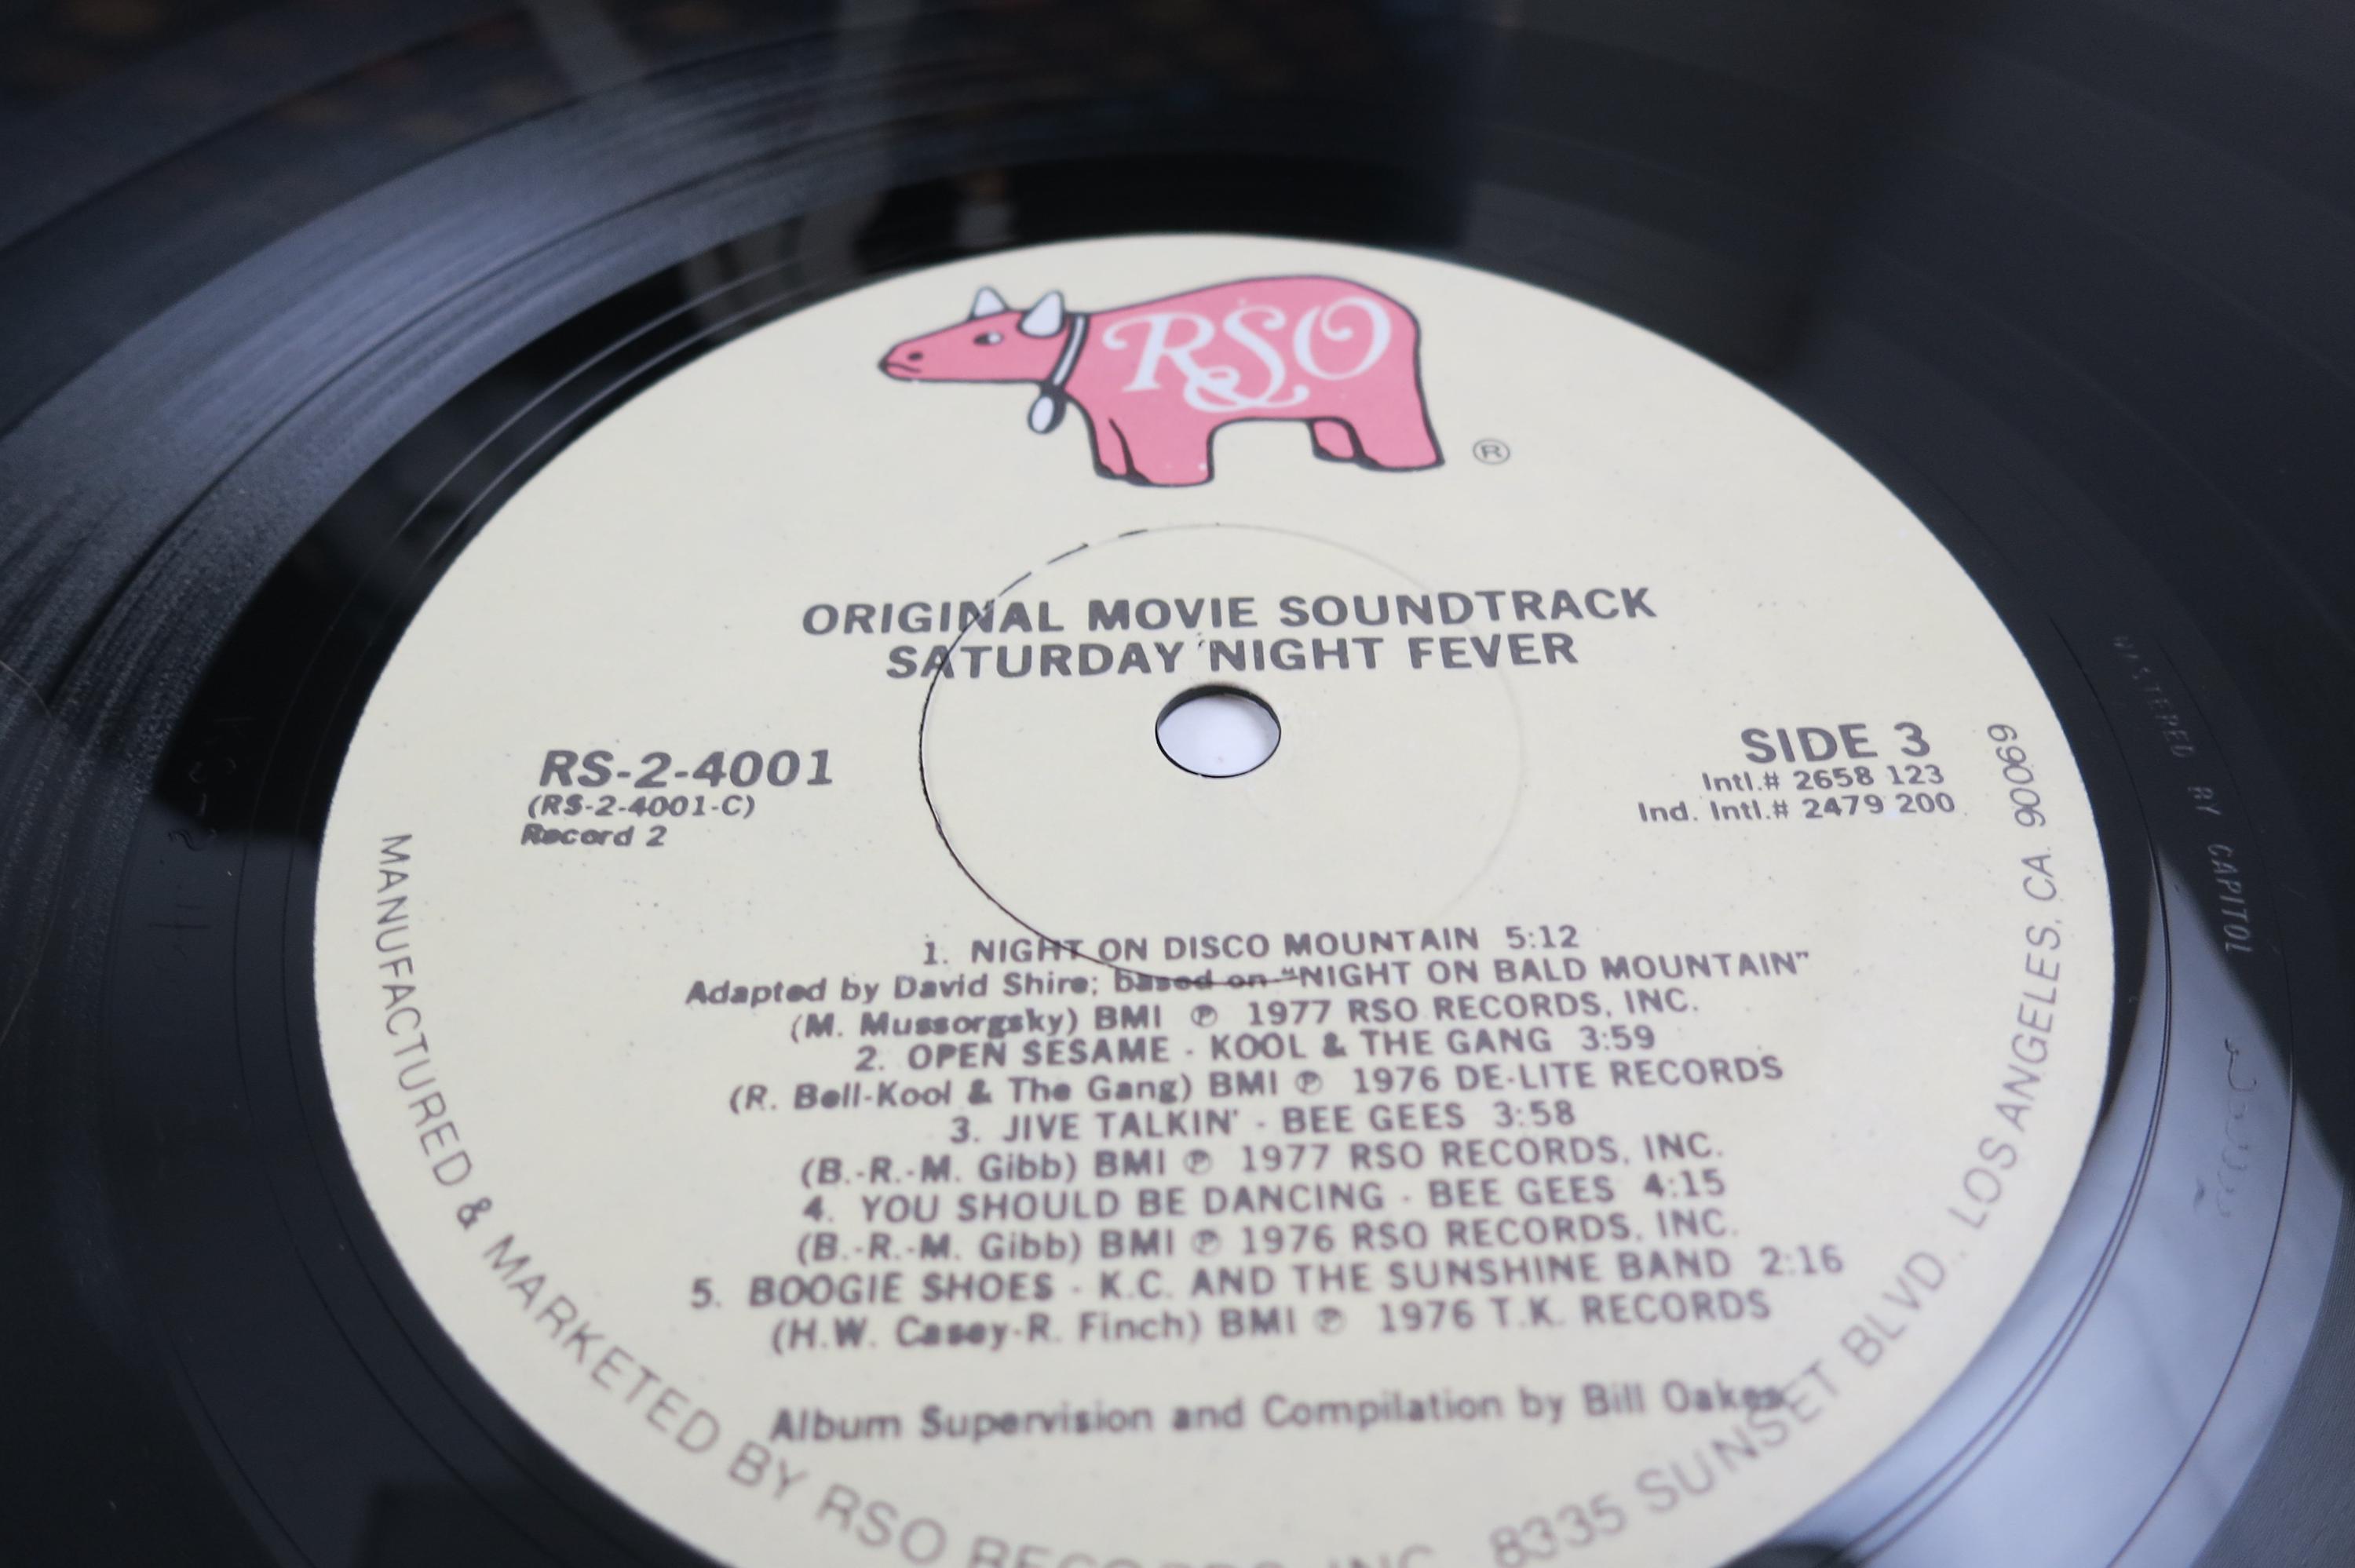 RSO
®
ORIGINAL MOVIE SOUNDTRACK
SATURDAY NIGHT FEVER
RS-2-4001
(RS-2-4001-C)
Record 2
SIDE 3
Intl.# 2658 123
Ind. Intl.# 2479 200
1. NIGHT ON DISCO MOUNTAIN 5:12
Adapted by David Shire; based on "NIGHT ON BALD MOUNTAIN"
(M. Mussorgsky) BMI ℗ 1977 RSO RECORDS, INC.
2. OPEN SESAME - KOOL & THE GANG 3:59
(R. Bell-Kool & The Gang) BMI ℗ 1976 DE-LITE RECORDS
3. JIVE TALKIN' - BEE GEES 3:58
(B.-R.-M. Gibb) BMI ℗ 1977 RSO RECORDS, INC.
4. YOU SHOULD BE DANCING - BEE GEES 4:15
(B.-R.-M. Gibb) BMI ℗ 1976 RSO RECORDS, INC.
5. BOOGIE SHOES - K.C. AND THE SUNSHINE BAND 2:16
(H.W. Casey-R. Finch) BMI ℗ 1976 T.K. RECORDS
Album Supervision and Compilation by Bill Oakes
MANUFACTURED & MARKETED BY RSO RECORDS, INC. 8335 SUNSET BLVD., LOS ANGELES, CA. 90069
MASTERED BY CAPITOL